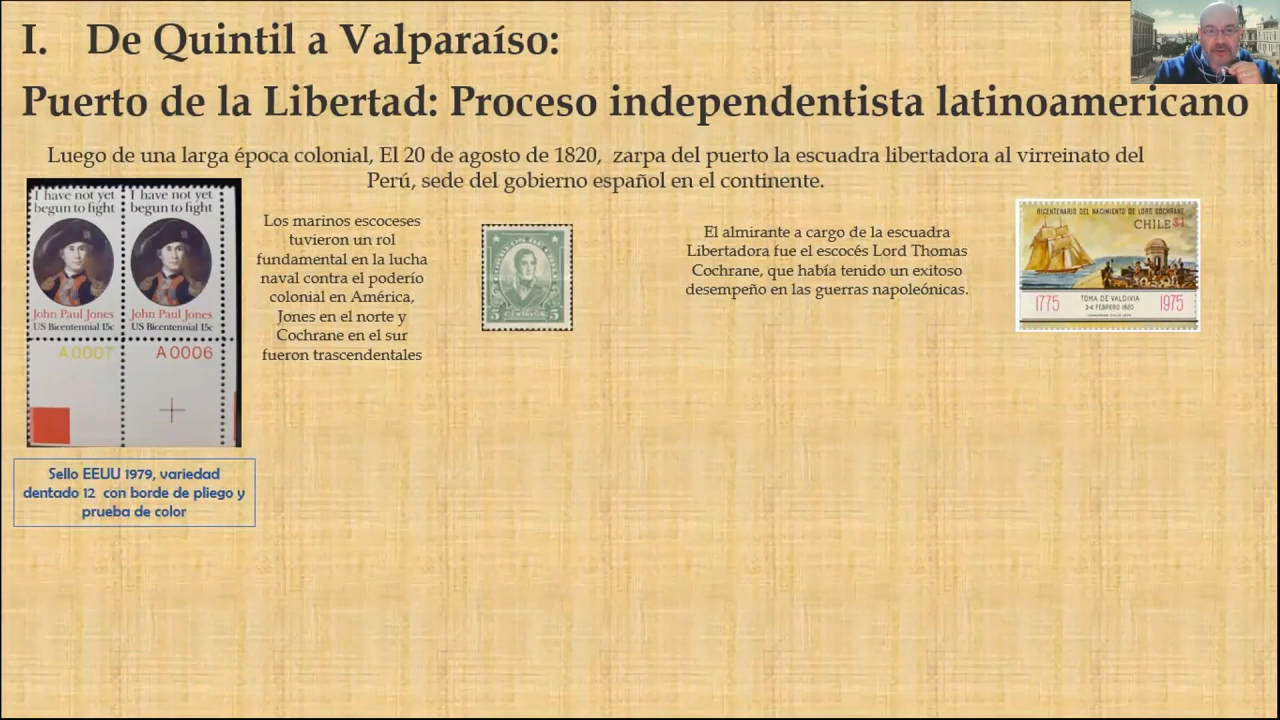 I. De Quintil a Valparaíso:
Puerto de la Libertad: Proceso independentista latinoamericano
Luego de una larga época colonial, El 20 de agosto de 1820, zarpa del puerto la escuadra libertadora al virreinato del
Perú, sede del gobierno español en el continente.
I have not yet
begun to fight
John Paul Jones
US Bicentennial 15c
I have not yet
begun to fight
John Paul Jones
US Bicentennial 15c
A0007
A0006
Sello EEUU 1979, variedad
dentado 12 con borde de pliego y
prueba de color
Los marinos escoceses
tuvieron un rol
fundamental en la lucha
naval contra el poderío
colonial en América,
Jones en el norte y
Cochrane en el sur
fueron trascendentales
5 CENTAVOS 5
El almirante a cargo de la escuadra
Libertadora fue el escocés Lord Thomas
Cochrane, que había tenido un exitoso
desempeño en las guerras napoleónicas.
BICENTENARIO DEL NACIMIENTO DE LORD COCHRANE
CHILE $1
1775
TOMA DE VALDIVIA
3-4 FEBRERO 1820
1975